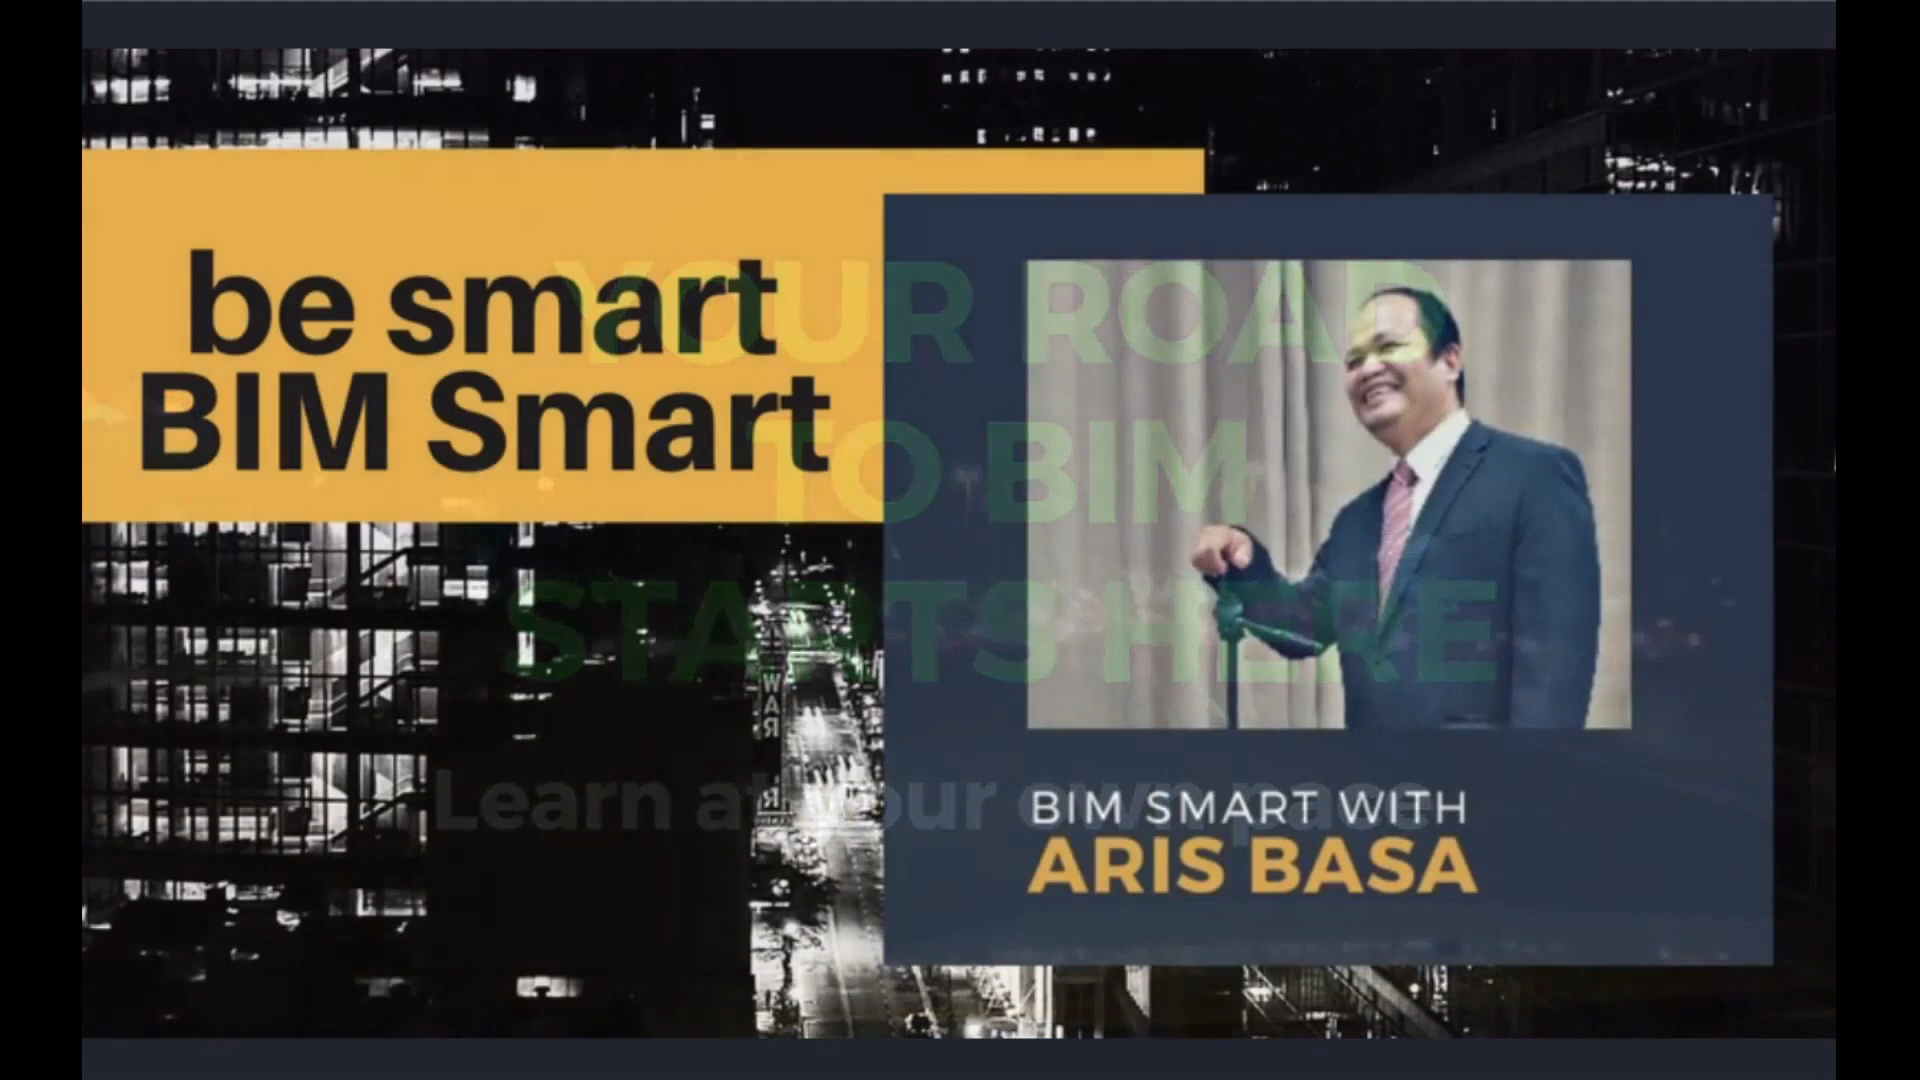 be smart
BIM Smart
YOUR ROAD
TO BIM
STARTS HERE
Learn at your own pace
BIM SMART WITH
ARIS BASA
WAR